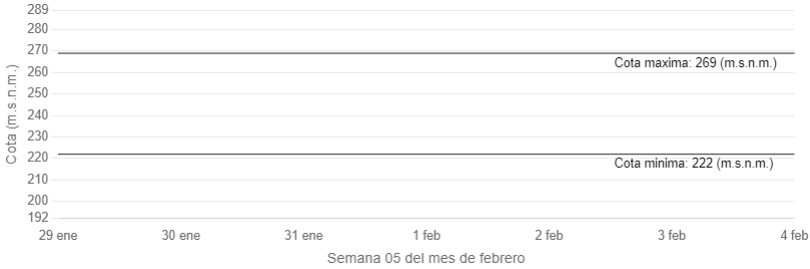 289
280
270
260
250
240
230
220
210
200
192
Cota (m.s.n.m.)
Cota maxima: 269 (m.s.n.m.)
Cota minima: 222 (m.s.n.m.)
29 ene 30 ene 31 ene 1 feb 2 feb 3 feb 4 feb
Semana 05 del mes de febrero